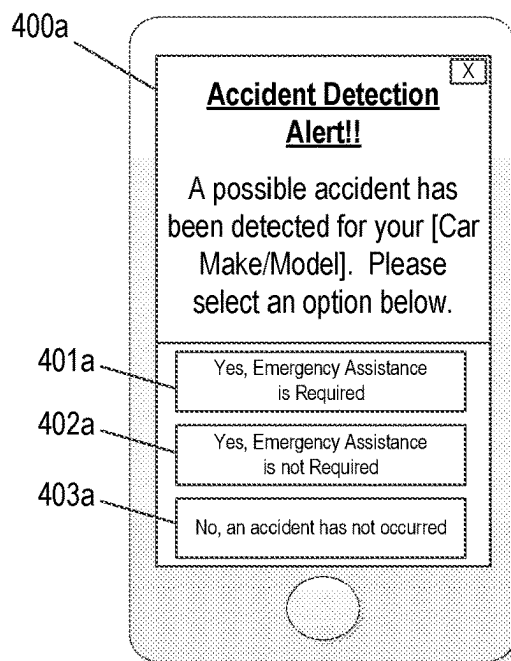 400a
X
Accident Detection
Alert!!
A possible accident has
been detected for your [Car
Make/Model].  Please
select an option below.
401a
Yes, Emergency Assistance
is Required
402a
Yes, Emergency Assistance
is not Required
403a
No, an accident has not occurred